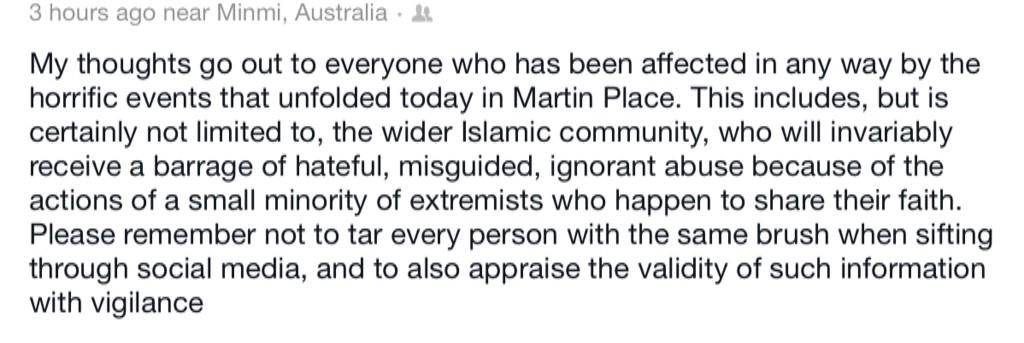 3 hours ago near Minmi, Australia ·
My thoughts go out to everyone who has been affected in any way by the
horrific events that unfolded today in Martin Place. This includes, but is
certainly not limited to, the wider Islamic community, who will invariably
receive a barrage of hateful, misguided, ignorant abuse because of the
actions of a small minority of extremists who happen to share their faith.
Please remember not to tar every person with the same brush when sifting
through social media, and to also appraise the validity of such information
with vigilance